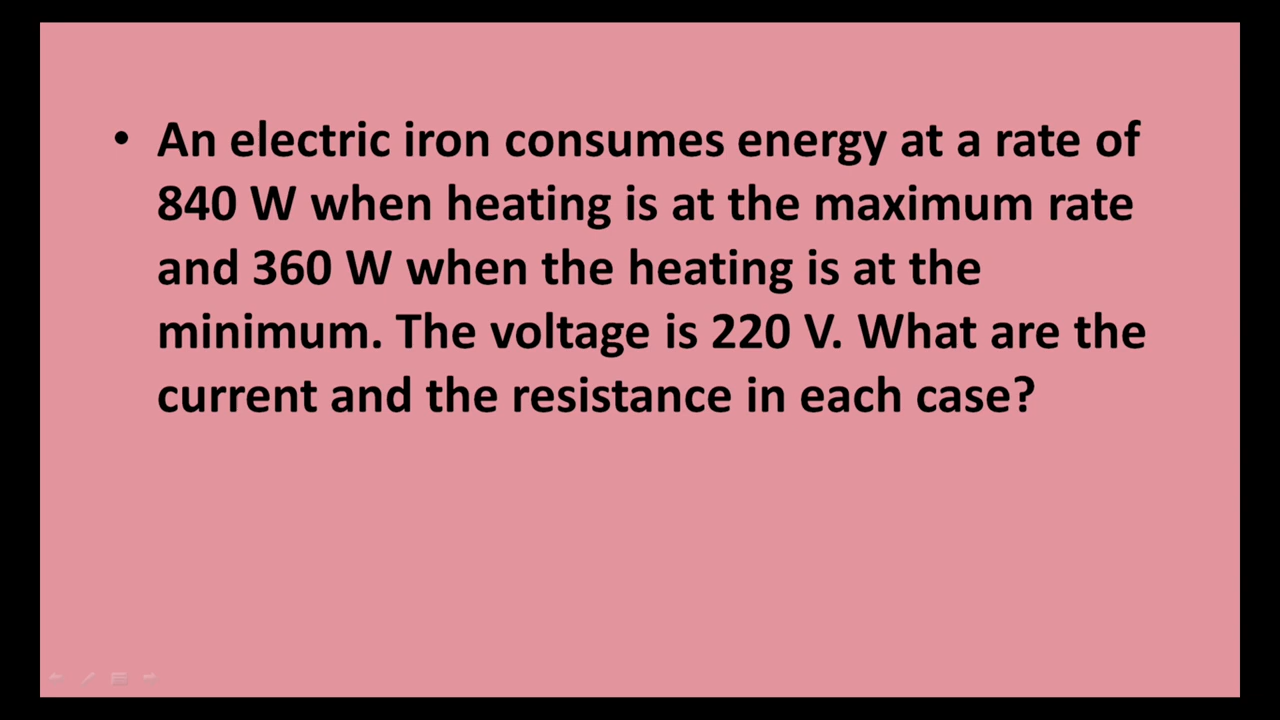 • An electric iron consumes energy at a rate of
840 W when heating is at the maximum rate
and 360 W when the heating is at the
minimum. The voltage is 220 V. What are the
current and the resistance in each case?